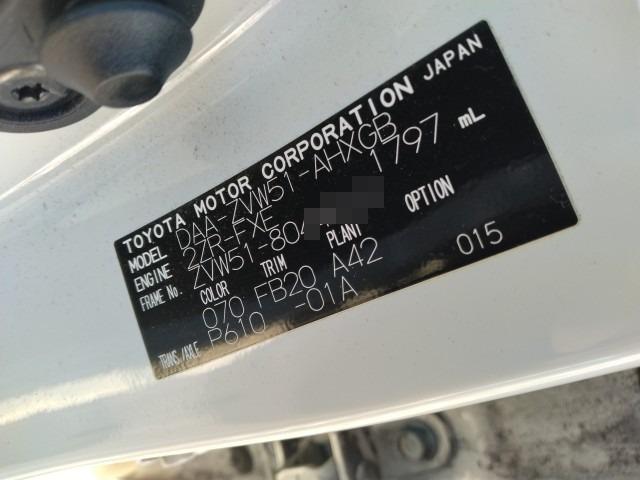 TOYOTA MOTOR CORPORATION JAPAN
MODEL DAA-ZVW51-AHXGB
ENGINE 2ZR-FXE 1797 mL
FRAME No. ZVW51-804
COLOR TRIM PLANT OPTION
070 FB20 A42 015
TRANS./AXLE P610 -01A